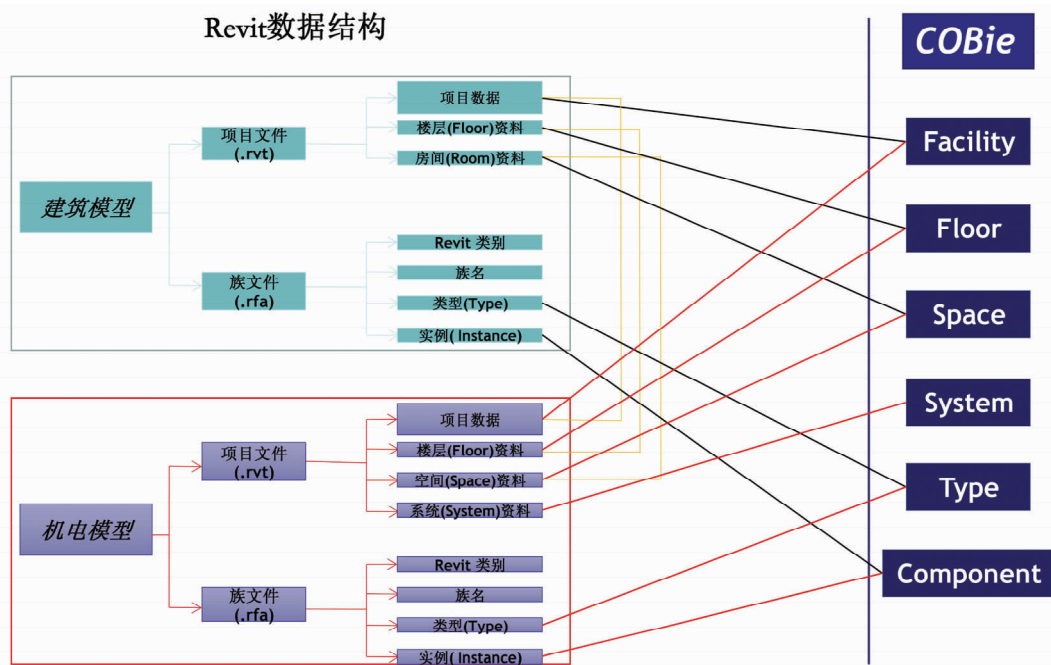 Revit数据结构
COBie
项目数据
楼层(Floor)资料
项目文件
(.rvt)
房间(Room)资料
建筑模型
Revit 类别
族名
族文件
(.rfa)
类型(Type)
实例( Instance)
项目数据
楼层(Floor)资料
项目文件
(.rvt)
空间(Space)资料
系统(System)资料
机电模型
Revit 类别
族名
族文件
(.rfa)
类型(Type)
实例( Instance)
Facility
Floor
Space
System
Type
Component